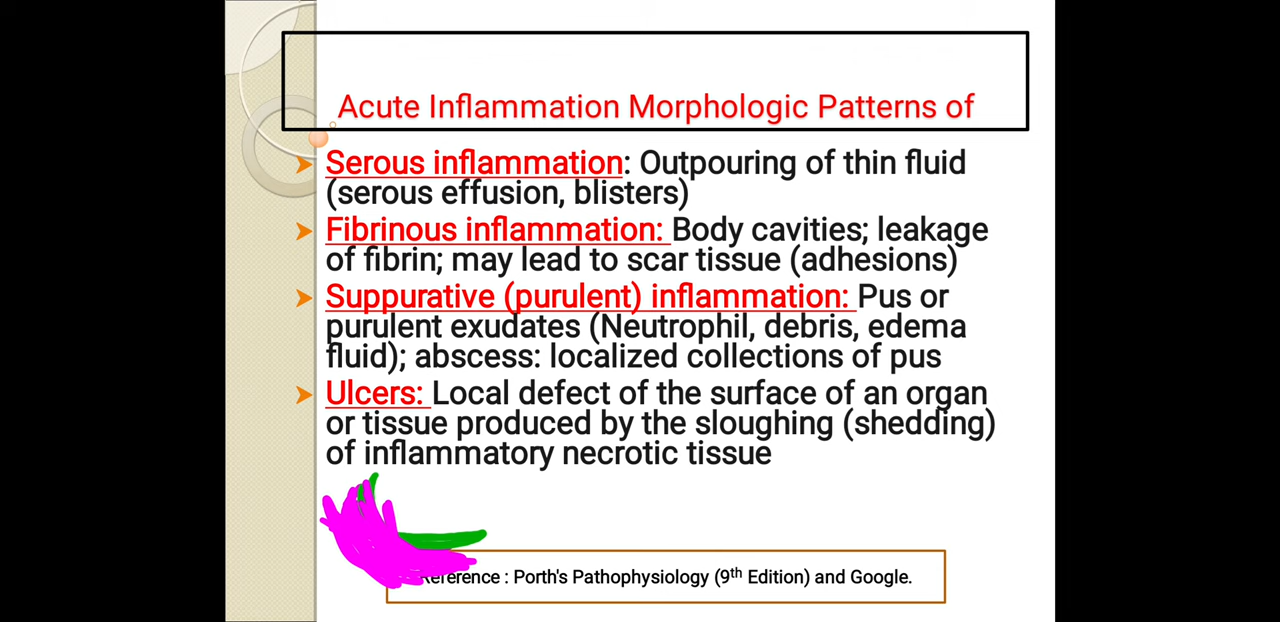 Acute Inflammation Morphologic Patterns of
Serous inflammation: Outpouring of thin fluid
(serous effusion, blisters)
Fibrinous inflammation: Body cavities; leakage
of fibrin; may lead to scar tissue (adhesions)
Suppurative (purulent) inflammation: Pus or
purulent exudates (Neutrophil, debris, edema
fluid); abscess: localized collections of pus
Ulcers: Local defect of the surface of an organ
or tissue produced by the sloughing (shedding)
of inflammatory necrotic tissue
Reference : Porth's Pathophysiology (9th Edition) and Google.